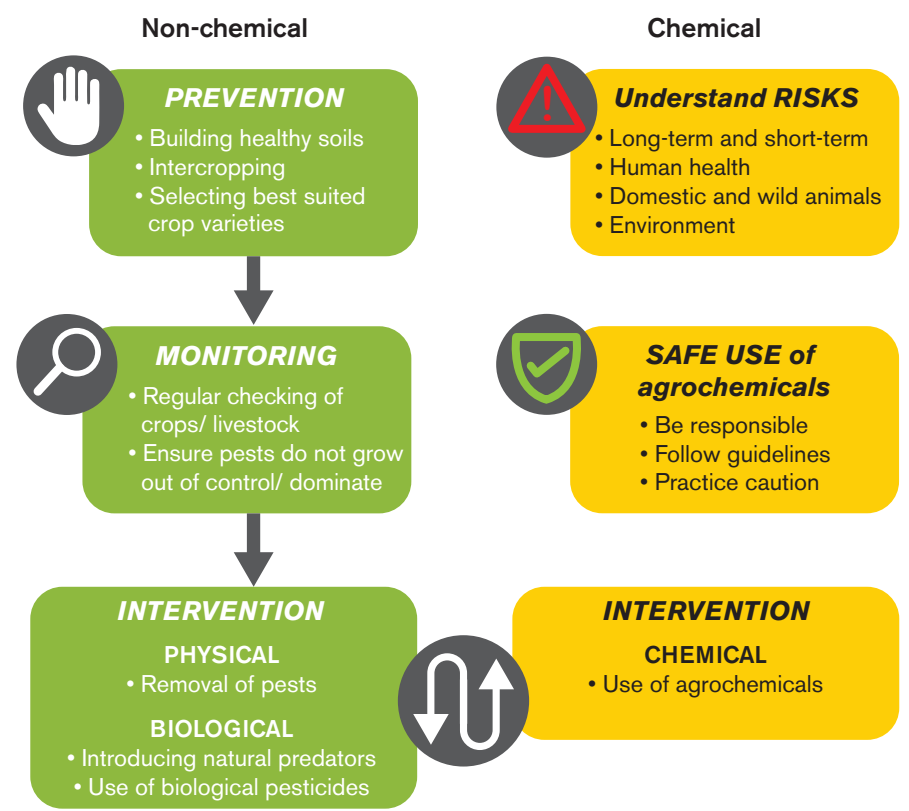 Non-chemical
PREVENTION
• Building healthy soils
• Intercropping
• Selecting best suited
crop varieties
MONITORING
• Regular checking of
crops/ livestock
• Ensure pests do not grow
out of control/ dominate
INTERVENTION
PHYSICAL
• Removal of pests
BIOLOGICAL
• Introducing natural predators
• Use of biological pesticides
Chemical
Understand RISKS
• Long-term and short-term
• Human health
• Domestic and wild animals
• Environment
SAFE USE of
agrochemicals
• Be responsible
• Follow guidelines
• Practice caution
INTERVENTION
CHEMICAL
• Use of agrochemicals